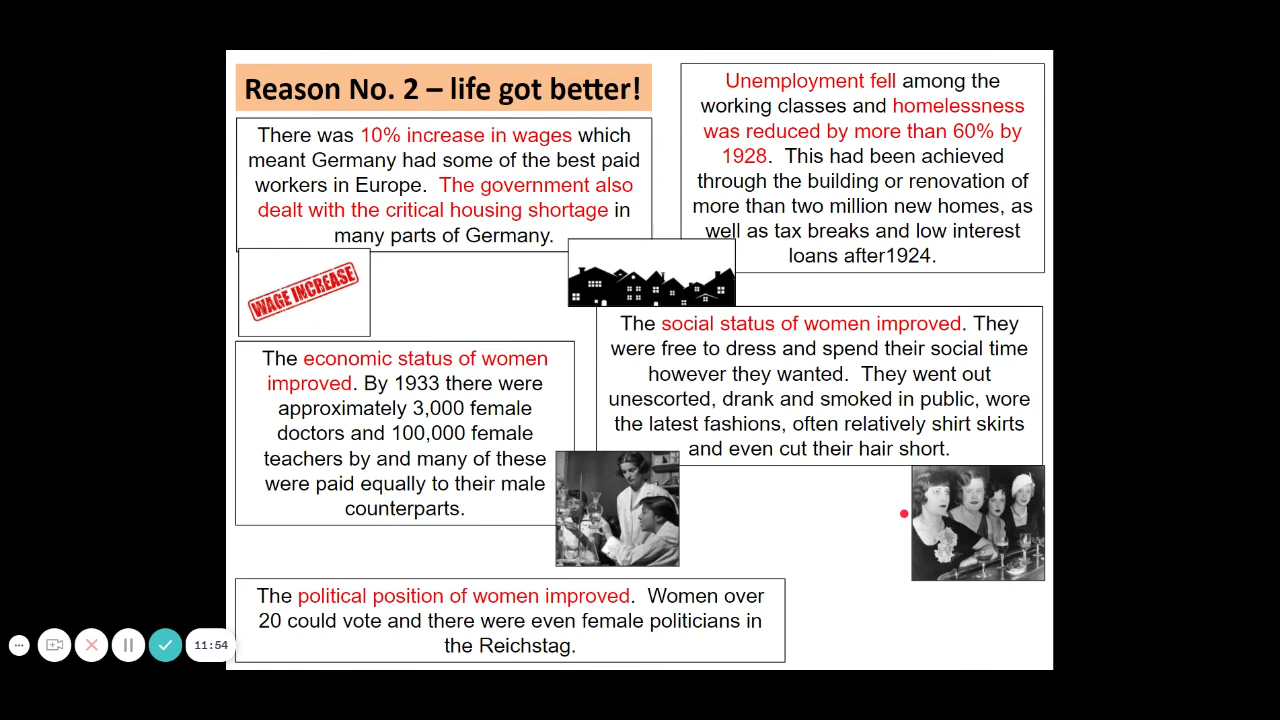 Reason No. 2 – life got better!
There was 10% increase in wages which
meant Germany had some of the best paid
workers in Europe.  The government also
dealt with the critical housing shortage in
many parts of Germany.
Unemployment fell among the
working classes and homelessness
was reduced by more than 60% by
1928.  This had been achieved
through the building or renovation of
more than two million new homes, as
well as tax breaks and low interest
loans after1924.
WAGE INCREASE
The economic status of women
improved. By 1933 there were
approximately 3,000 female
doctors and 100,000 female
teachers by and many of these
were paid equally to their male
counterparts.
The social status of women improved. They
were free to dress and spend their social time
however they wanted.  They went out
unescorted, drank and smoked in public, wore
the latest fashions, often relatively shirt skirts
and even cut their hair short.
The political position of women improved.  Women over
20 could vote and there were even female politicians in
the Reichstag.
11:54